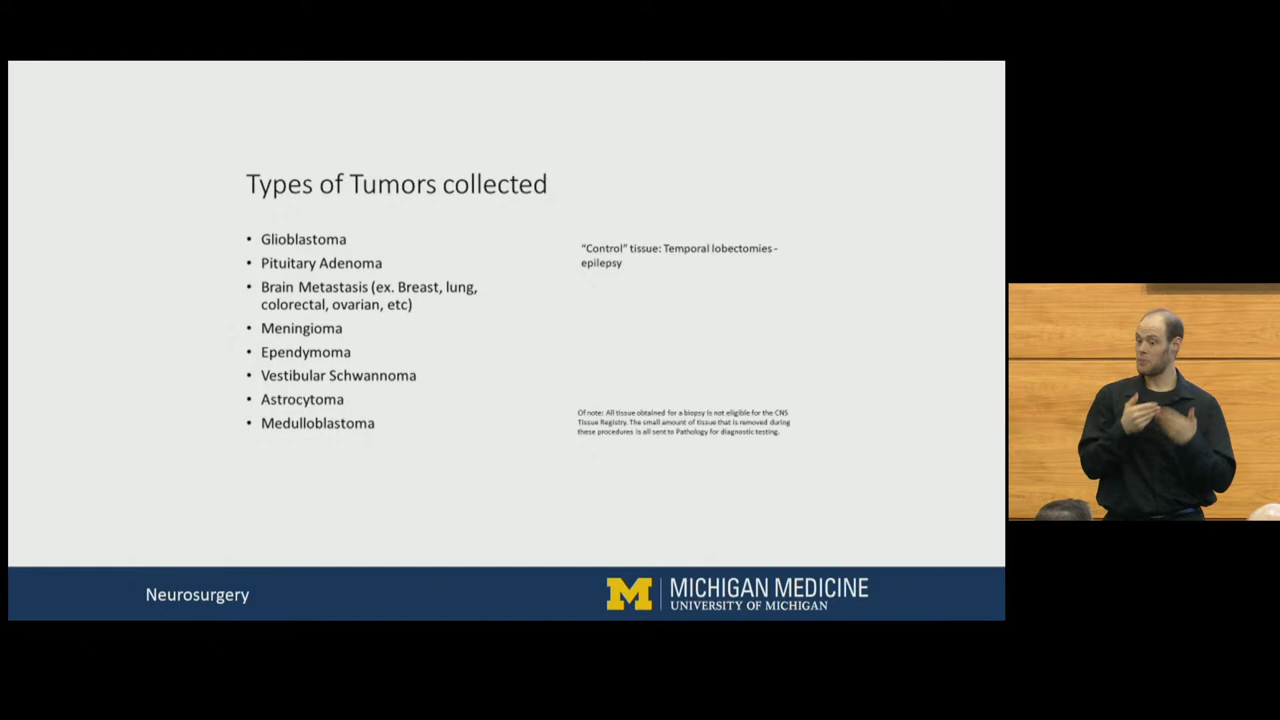 Types of Tumors collected
• Glioblastoma
• Pituitary Adenoma
• Brain Metastasis (ex. Breast, lung,
colorectal, ovarian, etc)
• Meningioma
• Ependymoma
• Vestibular Schwannoma
• Astrocytoma
• Medulloblastoma
“Control” tissue: Temporal lobectomies -
epilepsy
Of note: All tissue obtained for a biopsy is not eligible for the CNS
Tissue Registry. The small amount of tissue that is removed during
these procedures is all sent to Pathology for diagnostic testing.
Neurosurgery
M
MICHIGAN MEDICINE
UNIVERSITY OF MICHIGAN